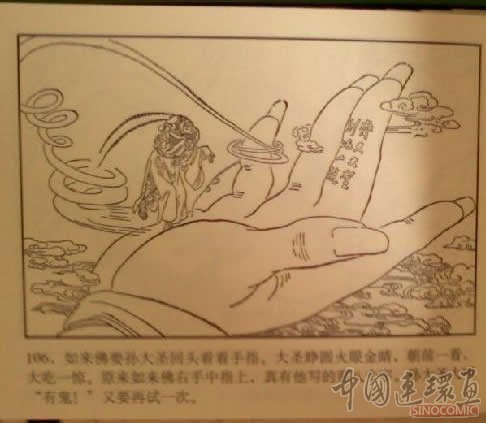 齐天大圣
到此一游
106. 如来佛要孙大圣回头看看手指。大圣睁圆火眼金睛，朝前一看，
大吃一惊。原来如来佛右手中指上，真有他写的
“有鬼！”又要再试一次。
中国连环画
SINOCOMIC